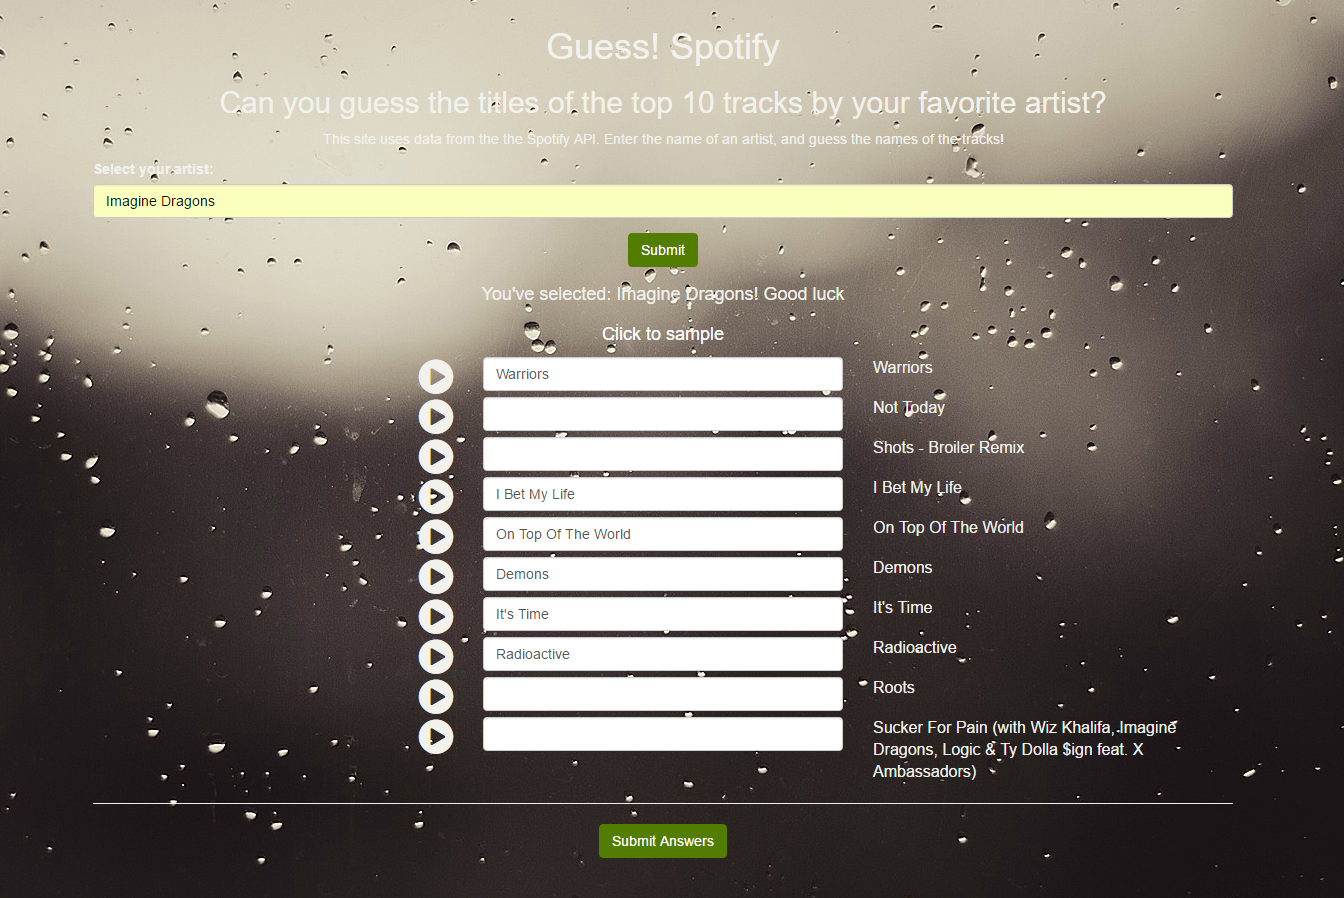 Guess! Spotify
Can you guess the titles of the top 10 tracks by your favorite artist?
This site uses data from the the Spotify API. Enter the name of an artist, and guess the names of the tracks!
Select your artist:
Imagine Dragons
Submit
You've selected: Imagine Dragons! Good luck
Click to sample
Warriors Warriors
Not Today
Shots - Broiler Remix
I Bet My Life I Bet My Life
On Top Of The World On Top Of The World
Demons Demons
It's Time It's Time
Radioactive Radioactive
Roots
Sucker For Pain (with Wiz Khalifa, Imagine
Dragons, Logic & Ty Dolla $ign feat. X
Ambassadors)
Submit Answers